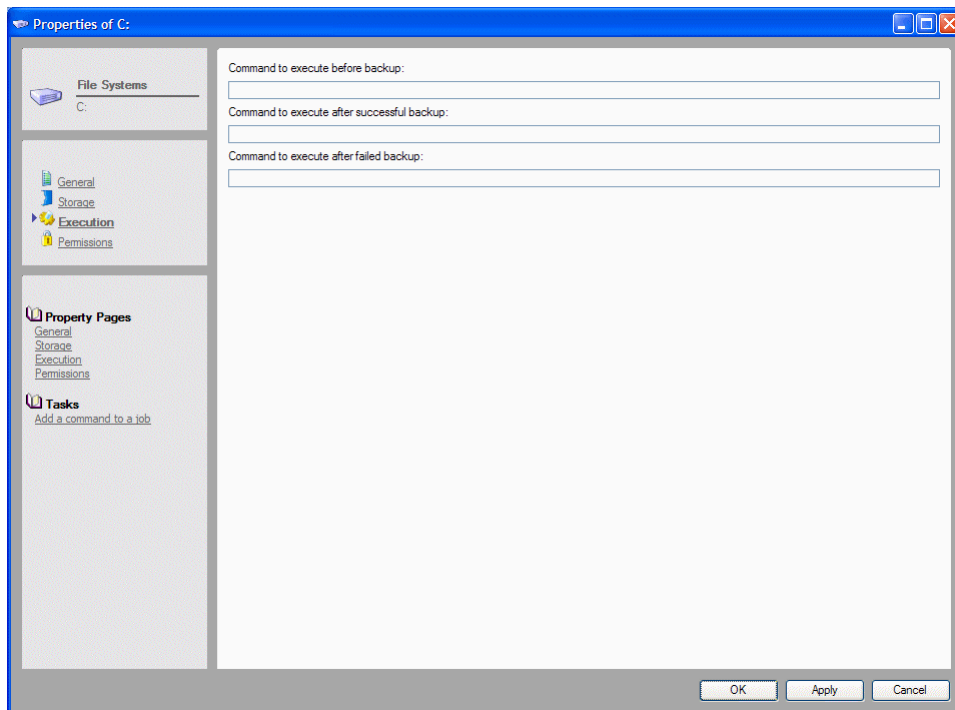 Properties of C:
File Systems
C:
General
Storage
Execution
Permissions
Property Pages
General
Storage
Execution
Permissions
Tasks
Add a command to a job
Command to execute before backup:
Command to execute after successful backup:
Command to execute after failed backup:
OK
Apply
Cancel